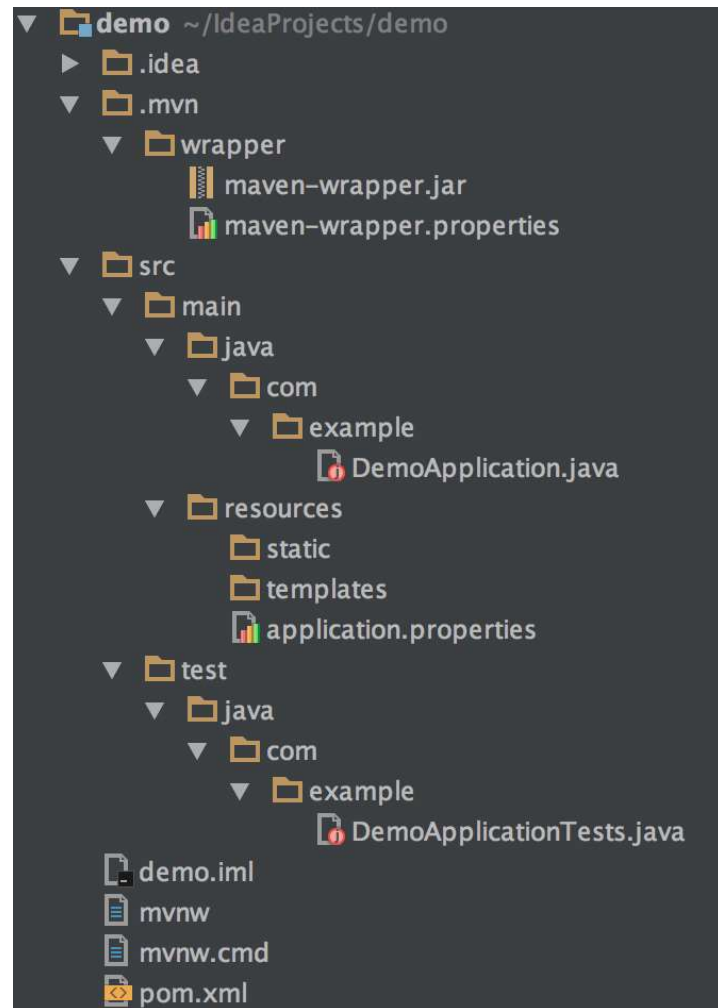 demo ~/IdeaProjects/demo
.idea
.mvn
wrapper
maven-wrapper.jar
maven-wrapper.properties
src
main
java
com
example
DemoApplication.java
resources
static
templates
application.properties
test
java
com
example
DemoApplicationTests.java
demo.iml
mvnw
mvnw.cmd
pom.xml